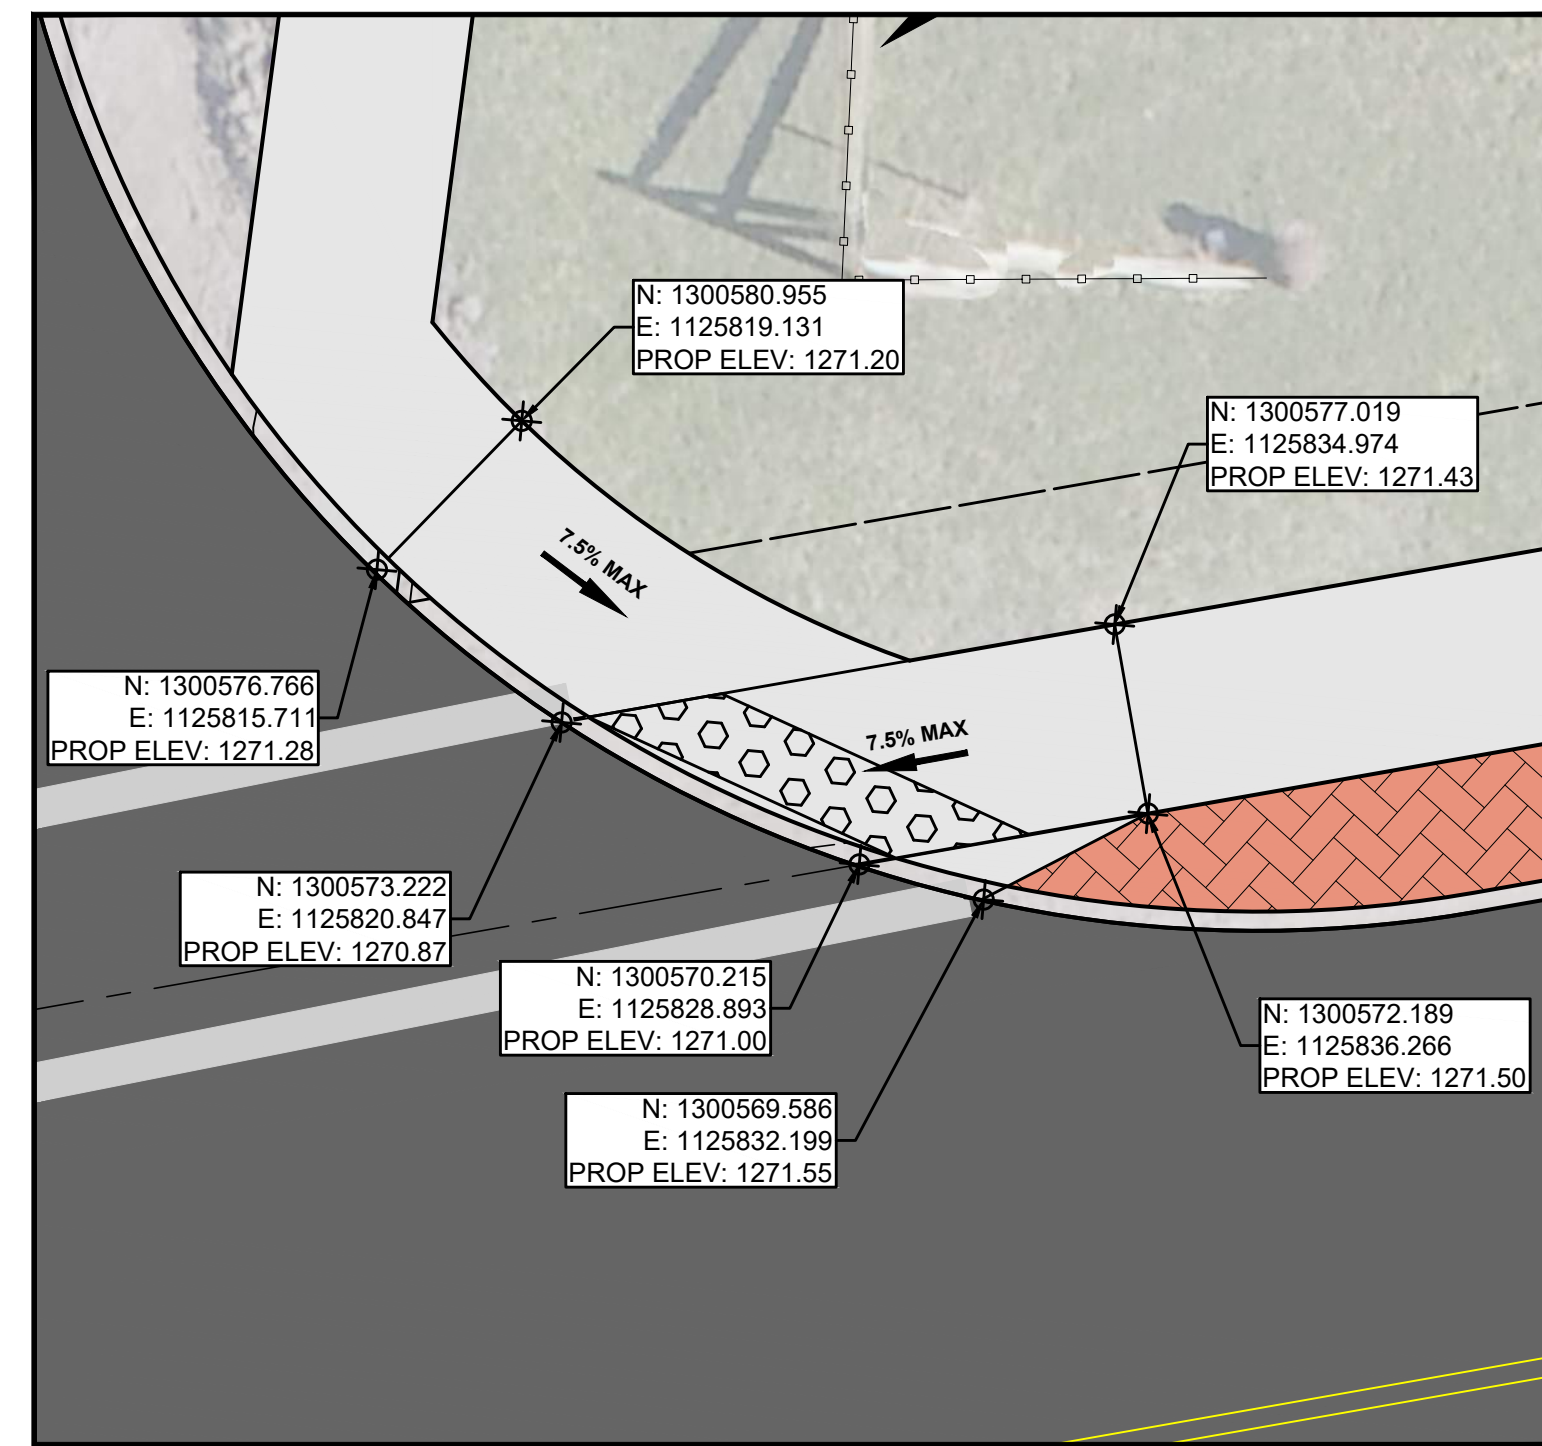 N: 1300580.955
E: 1125819.131
PROP ELEV: 1271.20
N: 1300577.019
E: 1125834.974
PROP ELEV: 1271.43
7.5% MAX
N: 1300576.766
E: 1125815.711
PROP ELEV: 1271.28
7.5% MAX
N: 1300573.222
E: 1125820.847
PROP ELEV: 1270.87
N: 1300570.215
E: 1125828.893
PROP ELEV: 1271.00
N: 1300572.189
E: 1125836.266
PROP ELEV: 1271.50
N: 1300569.586
E: 1125832.199
PROP ELEV: 1271.55